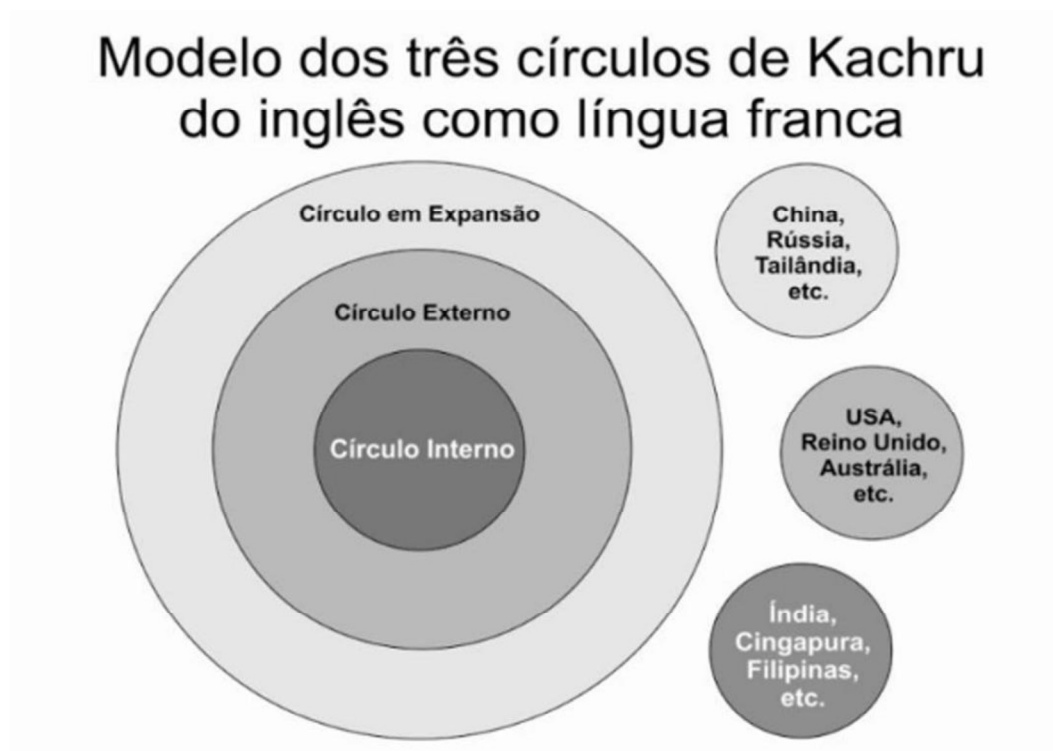 Modelo dos três círculos de Kachru
do inglês como língua franca
Círculo em Expansão
Círculo Externo
Círculo Interno
China,
Rússia,
Tailândia,
etc.
USA,
Reino Unido,
Austrália,
etc.
Índia,
Cingapura,
Filipinas,
etc.